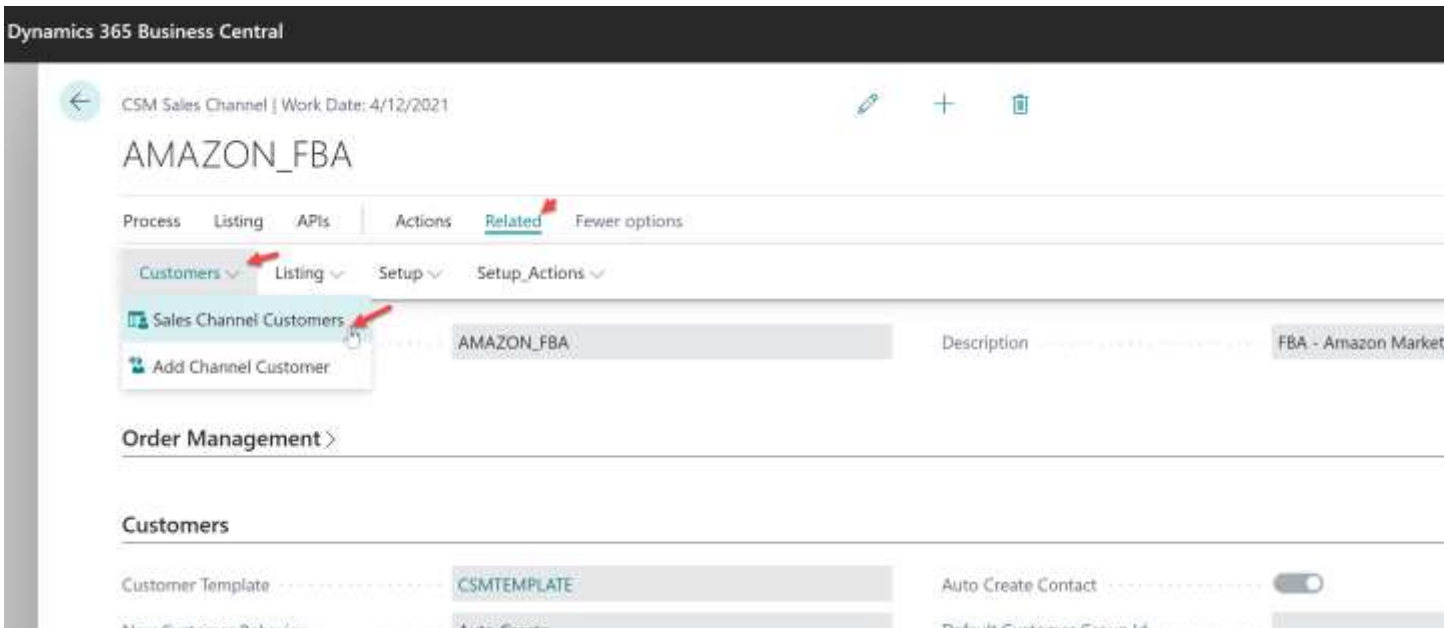 Dynamics 365 Business Central
CSM Sales Channel | Work Date: 4/12/2021
AMAZON_FBA
Process Listing APIs Actions Related Fewer options
Customers Listing Setup Setup_Actions
Sales Channel Customers
AMAZON_FBA Description FBA - Amazon Market
Add Channel Customer
Order Management
Customers
Customer Template CSMTEMPLATE Auto Create Contact